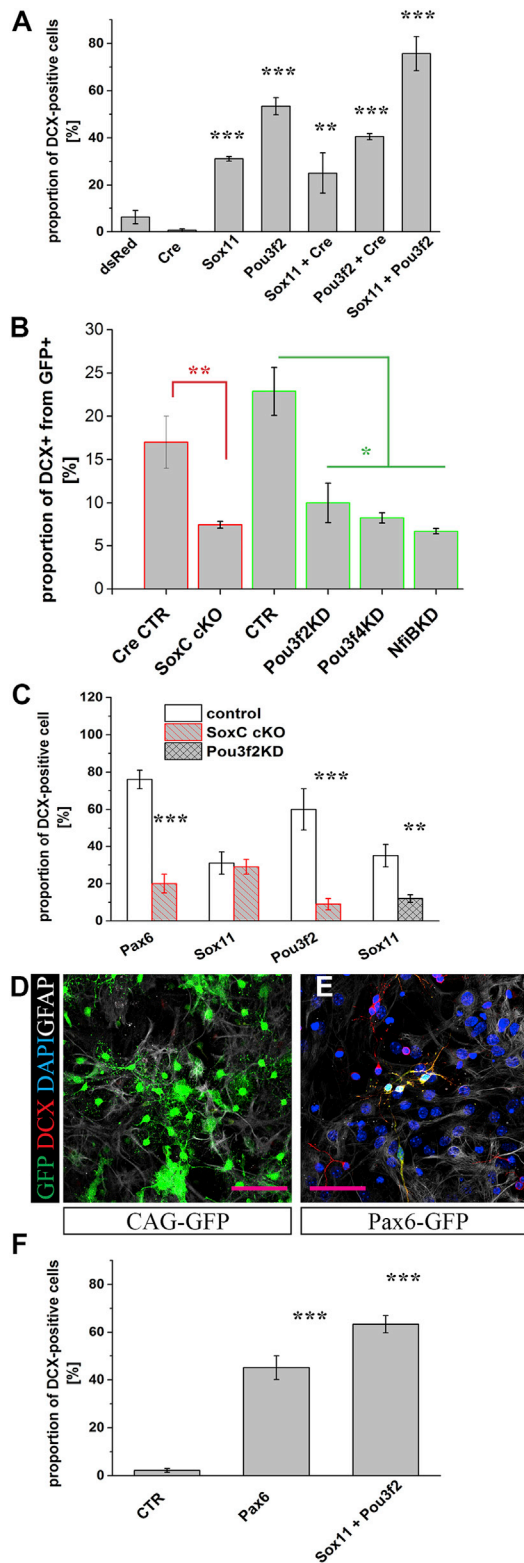 A
proportion of DCX-positive cells
[%]
80
60
40
20
0
***
***
**
***
***
dsRed
Cre
Sox11
Pou3f2
Sox11 + Cre
Pou3f2 + Cre
Sox11 + Pou3f2
B
proportion of DCX+ from GFP+
[%]
30
25
20
15
10
5
0
**
*
Cre CTR
SoxC cKO
CTR
Pou3f2KD
Pou3f4KD
NfiBKD
C
proportion of DCX-positive cell
[%]
120
100
80
60
40
20
0
control
SoxC cKO
Pou3f2KD
***
***
**
Pax6
Sox11
Pou3f2
Sox11
D
E
GFP DCX DAPI GFAP
CAG-GFP
Pax6-GFP
F
proportion of DCX-positive cells
[%]
80
60
40
20
0
***
***
CTR
Pax6
Sox11 + Pou3f2